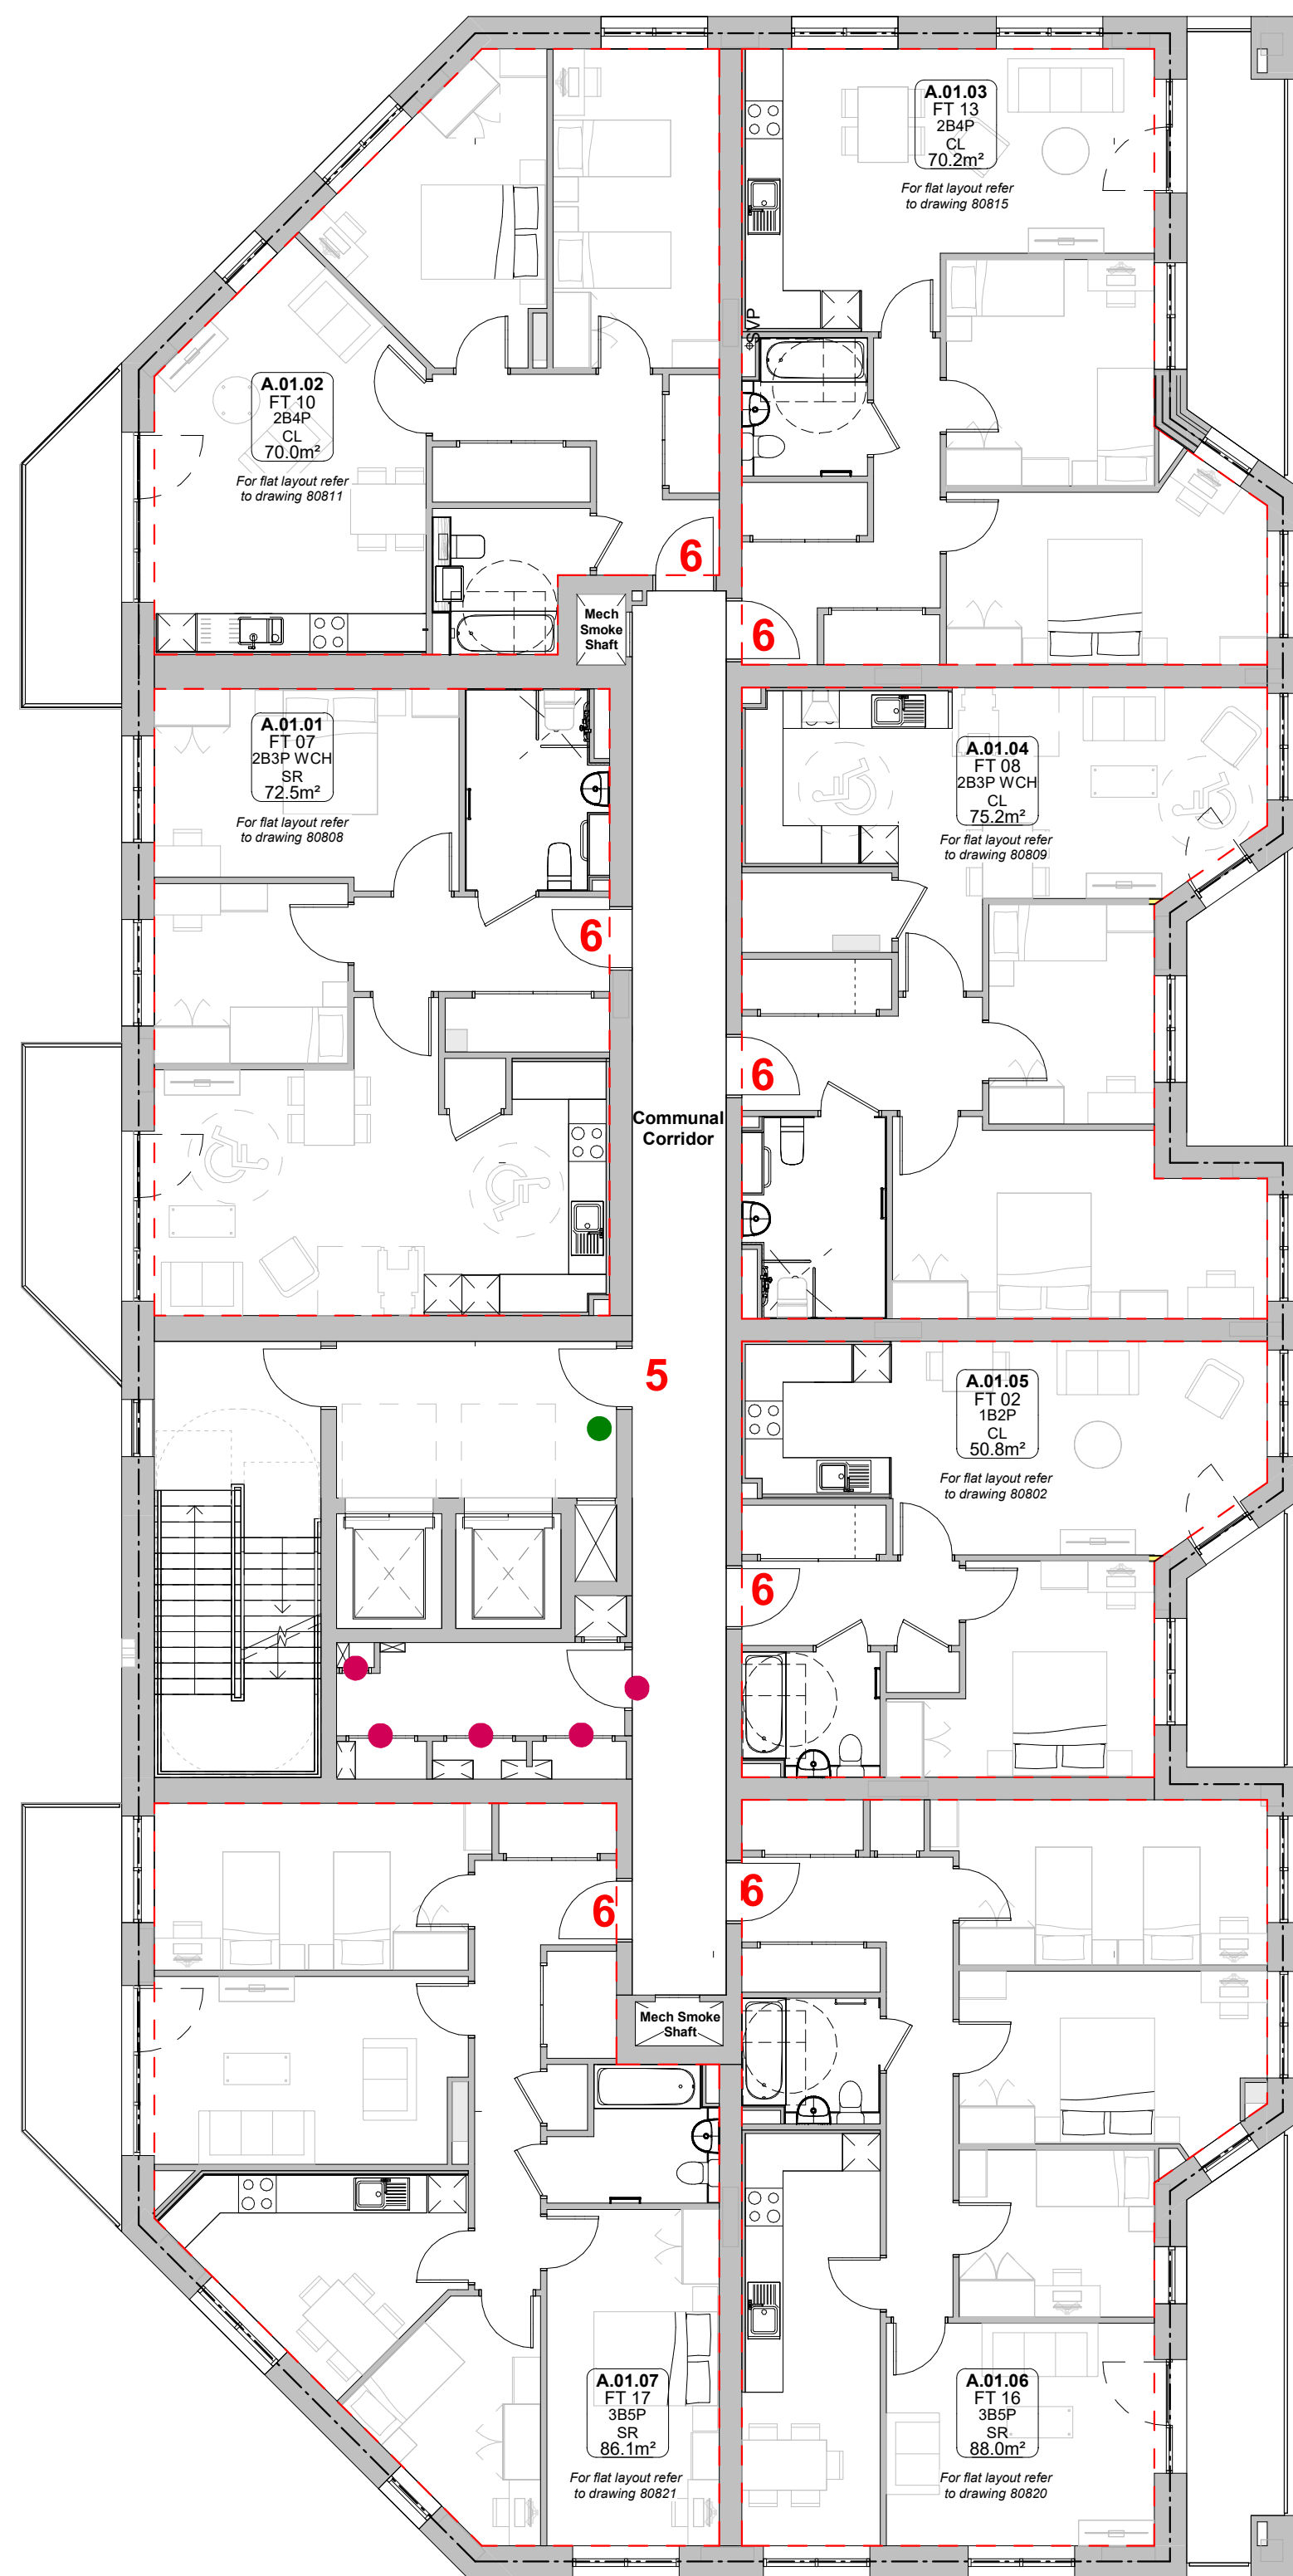 A.01.03
FT 13
2B4P
CL
70.2m²
For flat layout refer
to drawing 80815
SVP
A.01.02
FT 10
2B4P
CL
70.0m²
For flat layout refer
to drawing 80811
6
6
Mech
Smoke
Shaft
A.01.01
FT 07
2B3P WCH
SR
72.5m²
For flat layout refer
to drawing 80808
A.01.04
FT 08
2B3P WCH
CL
75.2m²
For flat layout refer
to drawing 80809
6
6
Communal
Corridor
5
A.01.05
FT 02
1B2P
CL
50.8m²
For flat layout refer
to drawing 80802
6
6
6
Mech Smoke
Shaft
A.01.07
FT 17
3B5P
SR
86.1m²
For flat layout refer
to drawing 80821
A.01.06
FT 16
3B5P
SR
88.0m²
For flat layout refer
to drawing 80820